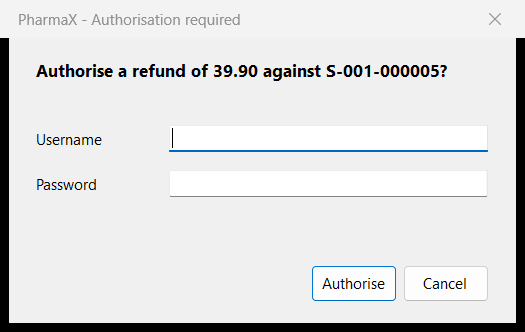 PharmaX - Authorisation required
Authorise a refund of 39.90 against S-001-000005?
Username
Password
Authorise
Cancel